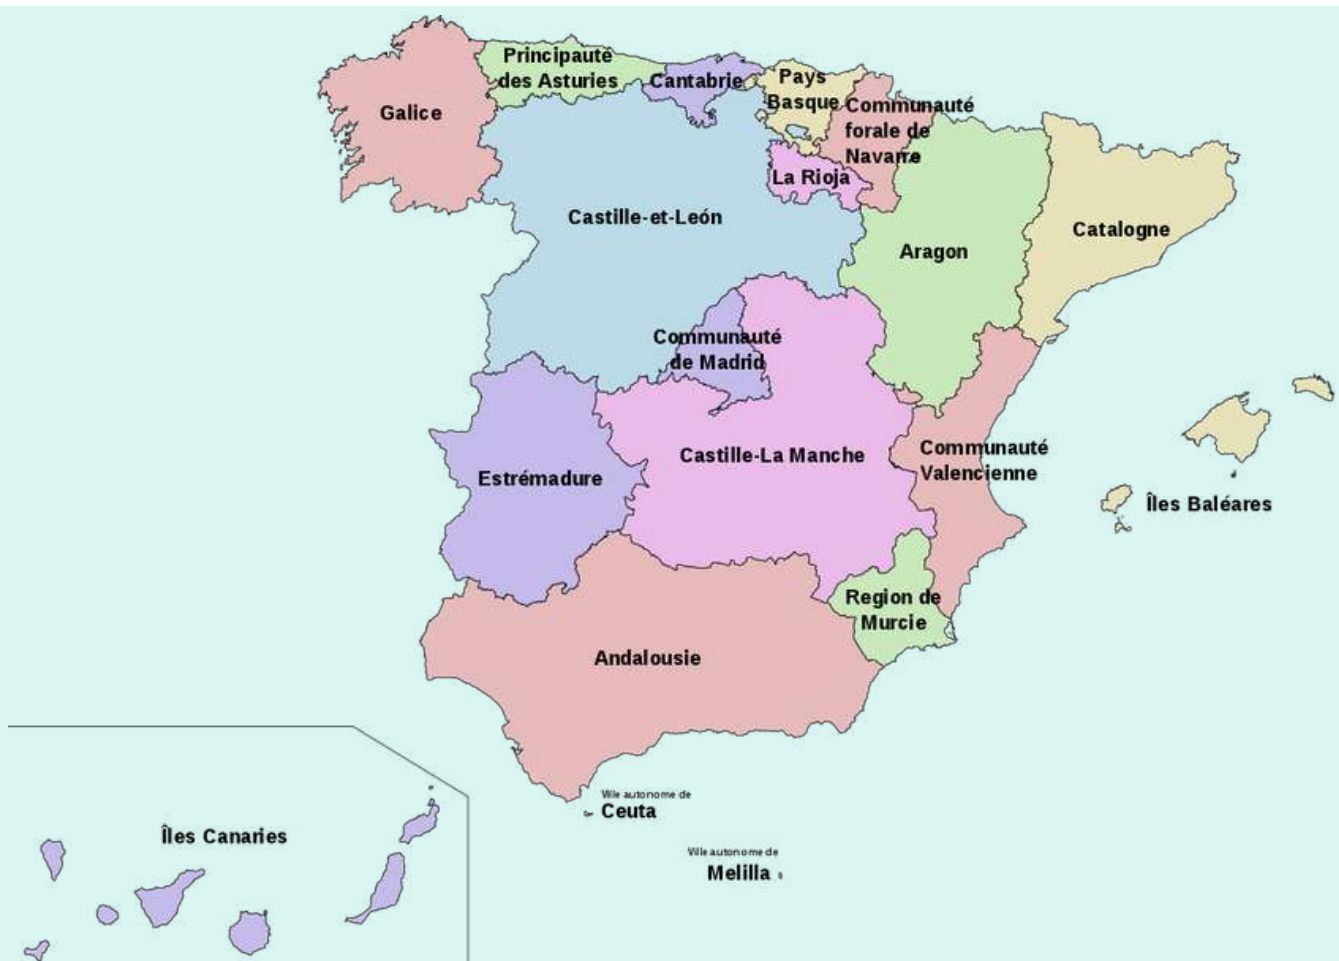 Principauté
des Asturies
Cantabrie
Pays
Basque
Galice
Communauté
forale de
Navarre
La Rioja
Castille-et-León
Aragon
Catalogne
Communauté
de Madrid
Castille-La Manche
Communauté
Valencienne
Estrémadure
Îles Baléares
Region de
Murcie
Andalousie
Ville autonome de
Ceuta
Îles Canaries
Ville autonome de
Melilla